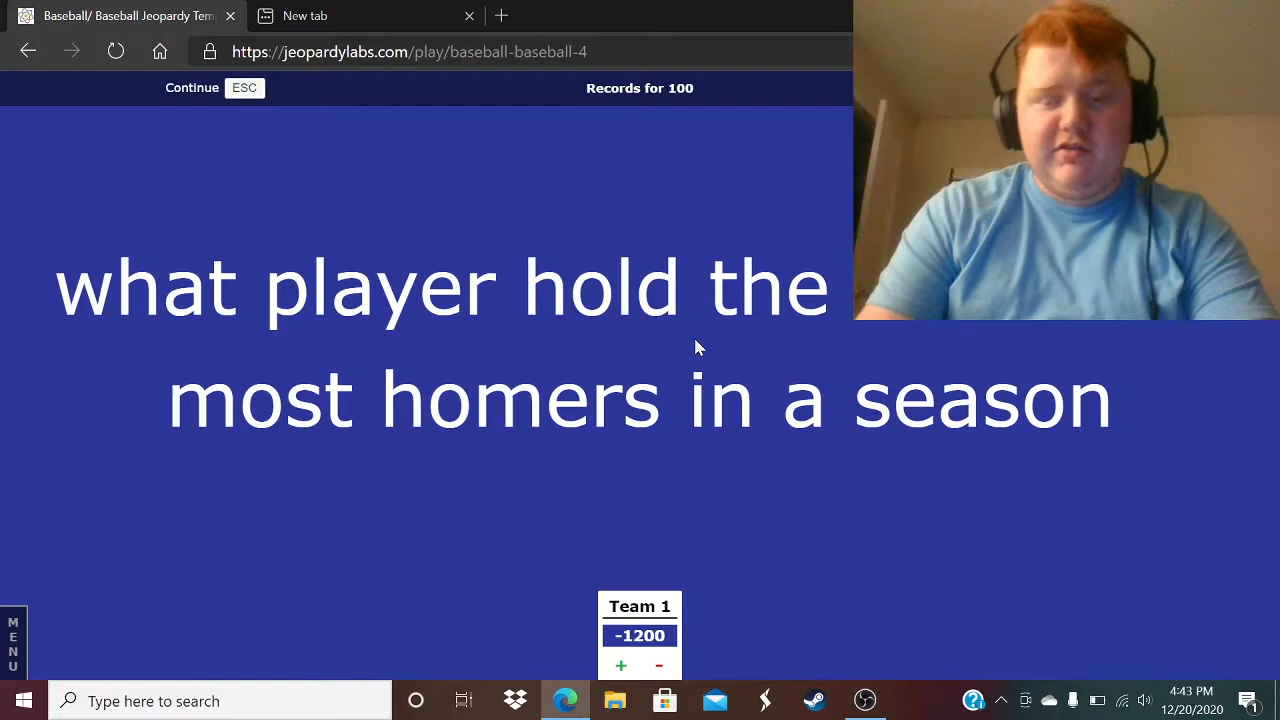 Baseball/ Baseball Jeopardy Tem
New tab
https://jeopardylabs.com/play/baseball-baseball-4
Continue ESC
Records for 100
what player hold the
most homers in a season
Team 1
-1200
+ -
MENU
Type here to search
4:43 PM
12/20/2020
1